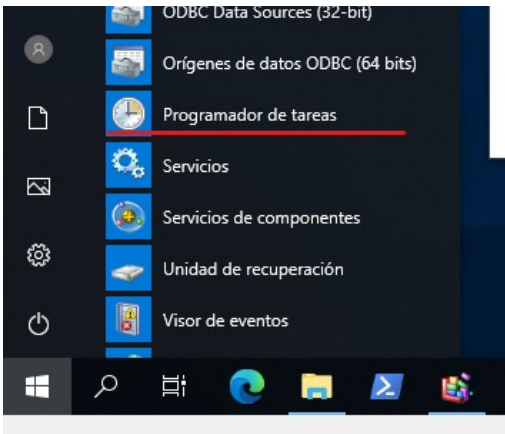 ODBC Data Sources (32-bit)
Orígenes de datos ODBC (64 bits)
Programador de tareas
Servicios
Servicios de componentes
Unidad de recuperación
Visor de eventos